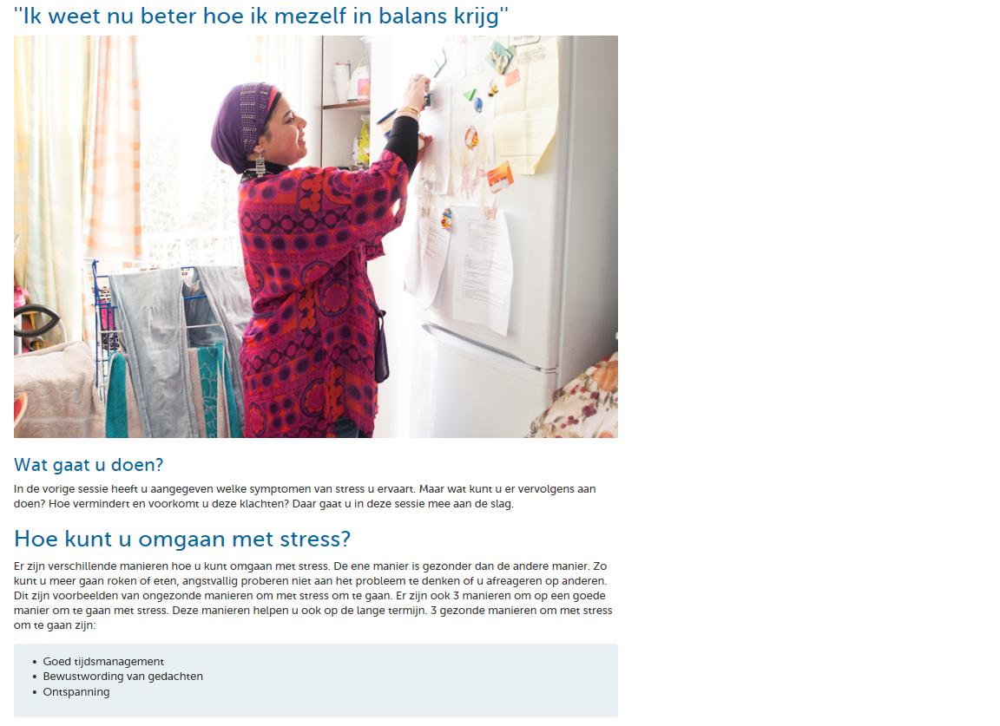 "Ik weet nu beter hoe ik mezelf in balans krijg"
Wat gaat u doen?
In de vorige sessie heeft u aangegeven welke symptomen van stress u ervaart. Maar wat kunt u er vervolgens aan
doen? Hoe vermindert en voorkomt u deze klachten? Daar gaat u in deze sessie mee aan de slag.
Hoe kunt u omgaan met stress?
Er zijn verschillende manieren hoe u kunt omgaan met stress. De ene manier is gezonder dan de andere manier. Zo
kunt u meer gaan roken of eten, angstvallig proberen niet aan het probleem te denken of u afreageren op anderen.
Dit zijn voorbeelden van ongezonde manieren om met stress om te gaan. Er zijn ook 3 manieren om op een goede
manier om te gaan met stress. Deze manieren helpen u ook op de lange termijn. 3 gezonde manieren om met stress
om te gaan zijn:
• Goed tijdsmanagement
• Bewustwording van gedachten
• Ontspanning